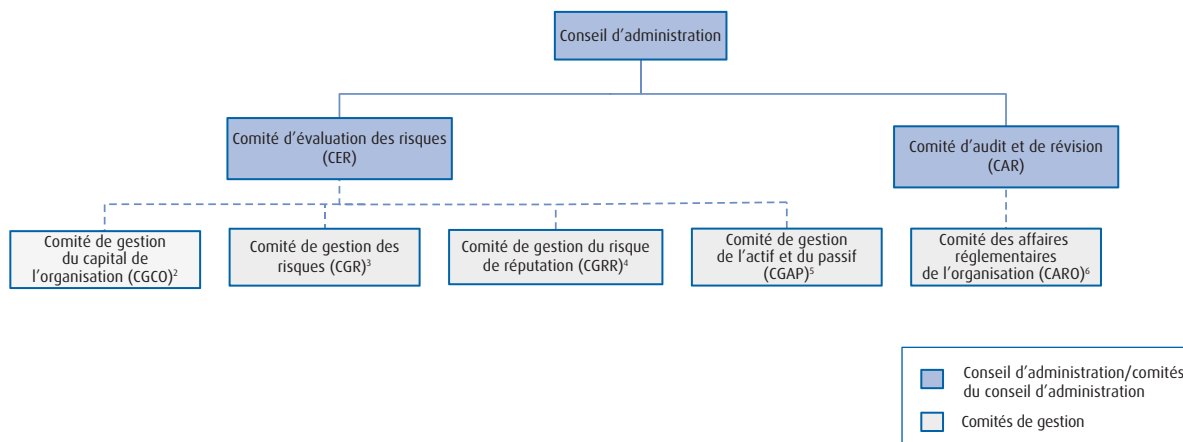 Conseil d'administration
Comité d'évaluation des risques
(CER)
Comité d'audit et de révision
(CAR)
Comité de gestion
du capital de
l'organisation (CGCO)²
Comité de gestion des
risques (CGR)³
Comité de gestion du risque
de réputation (CGRR)⁴
Comité de gestion
de l'actif et du passif
(CGAP)⁵
Comité des affaires
réglementaires
de l'organisation (CARO)⁶
Conseil d'administration/comités
du conseil d'administration
Comités de gestion